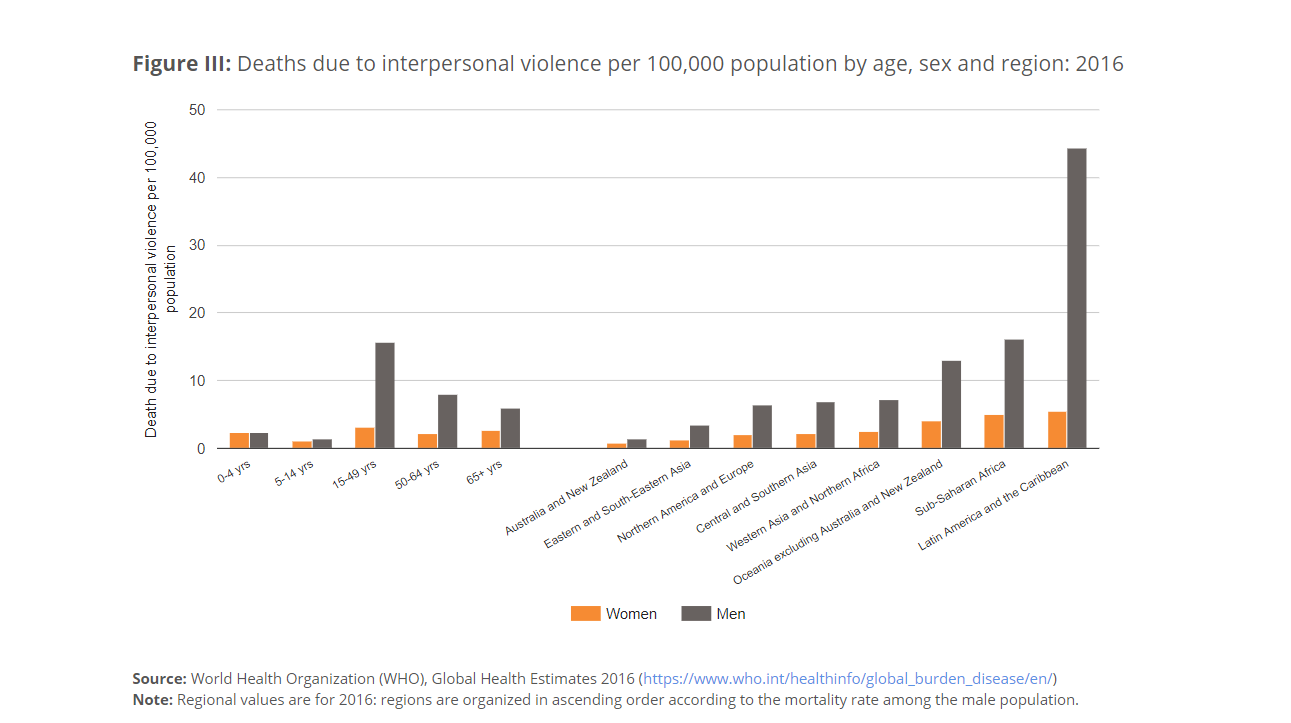 Figure III: Deaths due to interpersonal violence per 100,000 population by age, sex and region: 2016
Death due to interpersonal violence per 100,000
population
50
40
30
20
10
0
0-4 yrs
5-14 yrs
15-49 yrs
50-64 yrs
65+ yrs
Australia and New Zealand
Eastern and South-Eastern Asia
Northern America and Europe
Central and Southern Asia
Western Asia and Northern Africa
Oceania excluding Australia and New Zealand
Sub-Saharan Africa
Latin America and the Caribbean
Women
Men
Source: World Health Organization (WHO), Global Health Estimates 2016 (https://www.who.int/healthinfo/global_burden_disease/en/)
Note: Regional values are for 2016: regions are organized in ascending order according to the mortality rate among the male population.